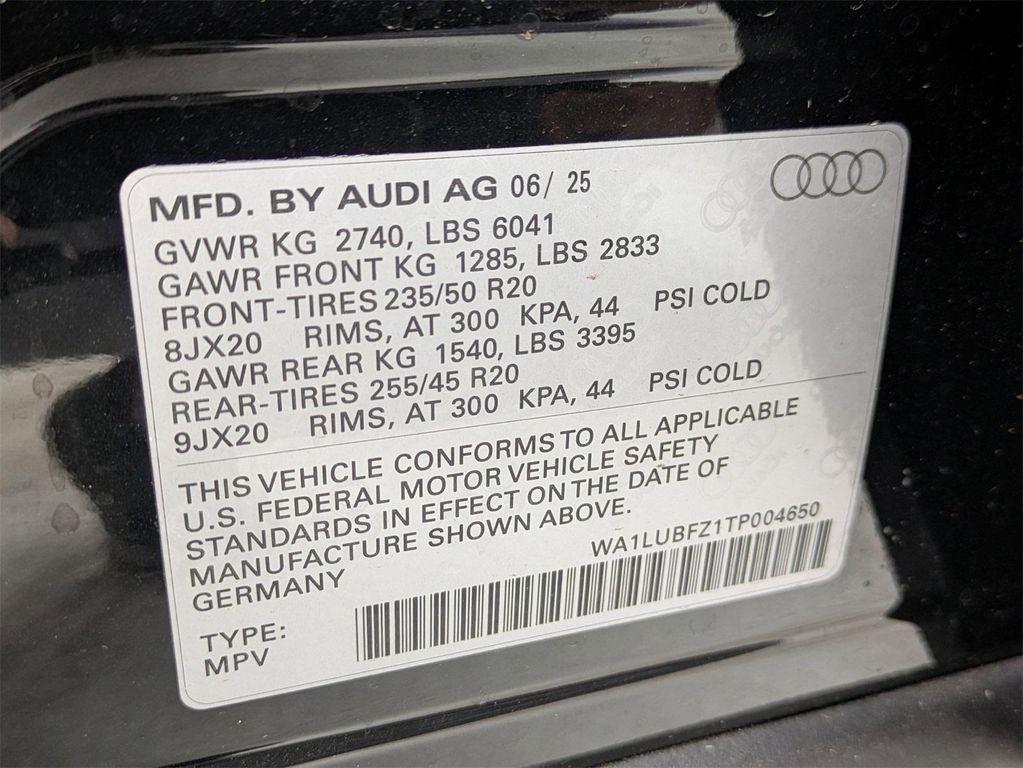 MFD. BY AUDI AG 06/ 25
GVWR KG 2740, LBS 6041
GAWR FRONT KG 1285, LBS 2833
FRONT-TIRES 235/50 R20
8JX20 RIMS, AT 300 KPA, 44 PSI COLD
GAWR REAR KG 1540, LBS 3395
REAR-TIRES 255/45 R20
9JX20 RIMS, AT 300 KPA, 44 PSI COLD
THIS VEHICLE CONFORMS TO ALL APPLICABLE
U.S. FEDERAL MOTOR VEHICLE SAFETY
STANDARDS IN EFFECT ON THE DATE OF
MANUFACTURE SHOWN ABOVE.
GERMANY
WA1LUBFZ1TP004650
TYPE:
MPV